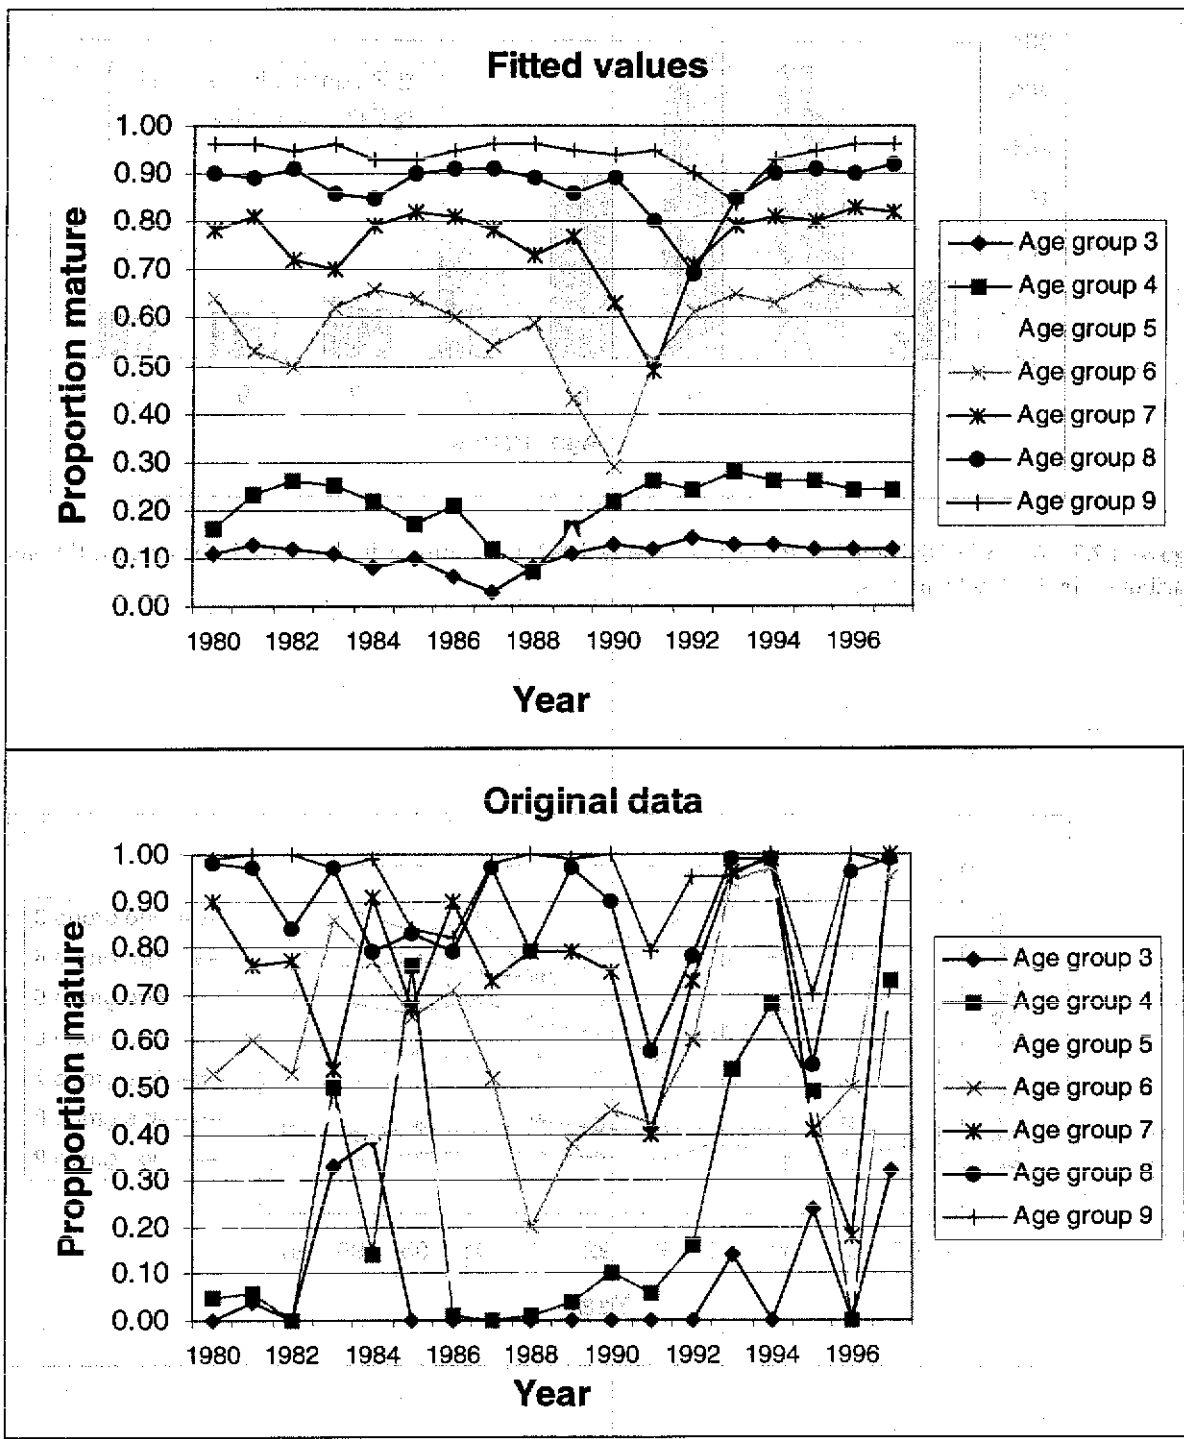 Fitted values
1.00
0.90
0.80
0.70
0.60
0.50
0.40
0.30
0.20
0.10
0.00
Proportion mature
1980 1982 1984 1986 1988 1990 1992 1994 1996
Year
Age group 3
Age group 4
Age group 5
Age group 6
Age group 7
Age group 8
Age group 9
Original data
1.00
0.90
0.80
0.70
0.60
0.50
0.40
0.30
0.20
0.10
0.00
Propportion mature
1980 1982 1984 1986 1988 1990 1992 1994 1996
Year
Age group 3
Age group 4
Age group 5
Age group 6
Age group 7
Age group 8
Age group 9